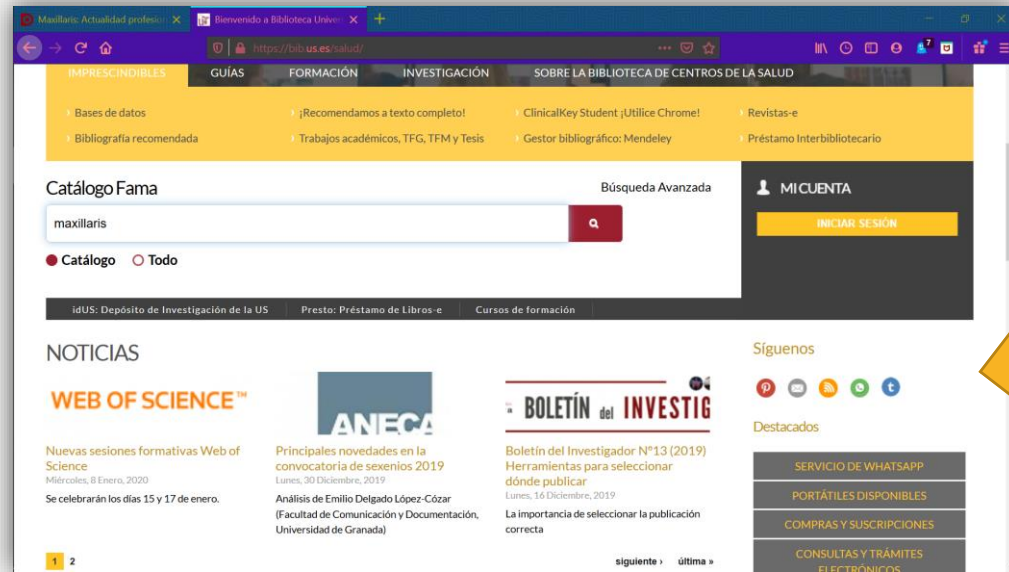 Maxillaris: Actualidad profesion
Bienvenido a Biblioteca Univer
https://bib.us.es/salud/
7
IMPRESCINDIBLES GUÍAS FORMACIÓN INVESTIGACIÓN SOBRE LA BIBLIOTECA DE CENTROS DE LA SALUD
Bases de datos ¡Recomendamos a texto completo! ClinicalKey Student ¡Utilice Chrome! Revistas-e
Bibliografía recomendada Trabajos académicos, TFG, TFM y Tesis Gestor bibliográfico: Mendeley Préstamo Interbibliotecario
Catálogo Fama Búsqueda Avanzada
maxillaris
Catálogo Todo
MI CUENTA
INICIAR SESIÓN
idUS: Depósito de Investigación de la US Presto: Préstamo de Libros-e Cursos de formación
NOTICIAS
WEB OF SCIENCE™
Nuevas sesiones formativas Web of
Science
Miércoles, 8 Enero, 2020
Se celebrarán los días 15 y 17 de enero.
ANECA
Principales novedades en la
convocatoria de sexenios 2019
Lunes, 30 Diciembre, 2019
Análisis de Emilio Delgado López-Cózar
(Facultad de Comunicación y Documentación,
Universidad de Granada)
BOLETÍN del INVESTIG
Boletín del Investigador Nº13 (2019)
Herramientas para seleccionar
dónde publicar
Lunes, 16 Diciembre, 2019
La importancia de seleccionar la publicación
correcta
1 2 siguiente › última »
Síguenos
Destacados
SERVICIO DE WHATSAPP
PORTÁTILES DISPONIBLES
COMPRAS Y SUSCRIPCIONES
CONSULTAS Y TRÁMITES
ELECTRÓNICOS